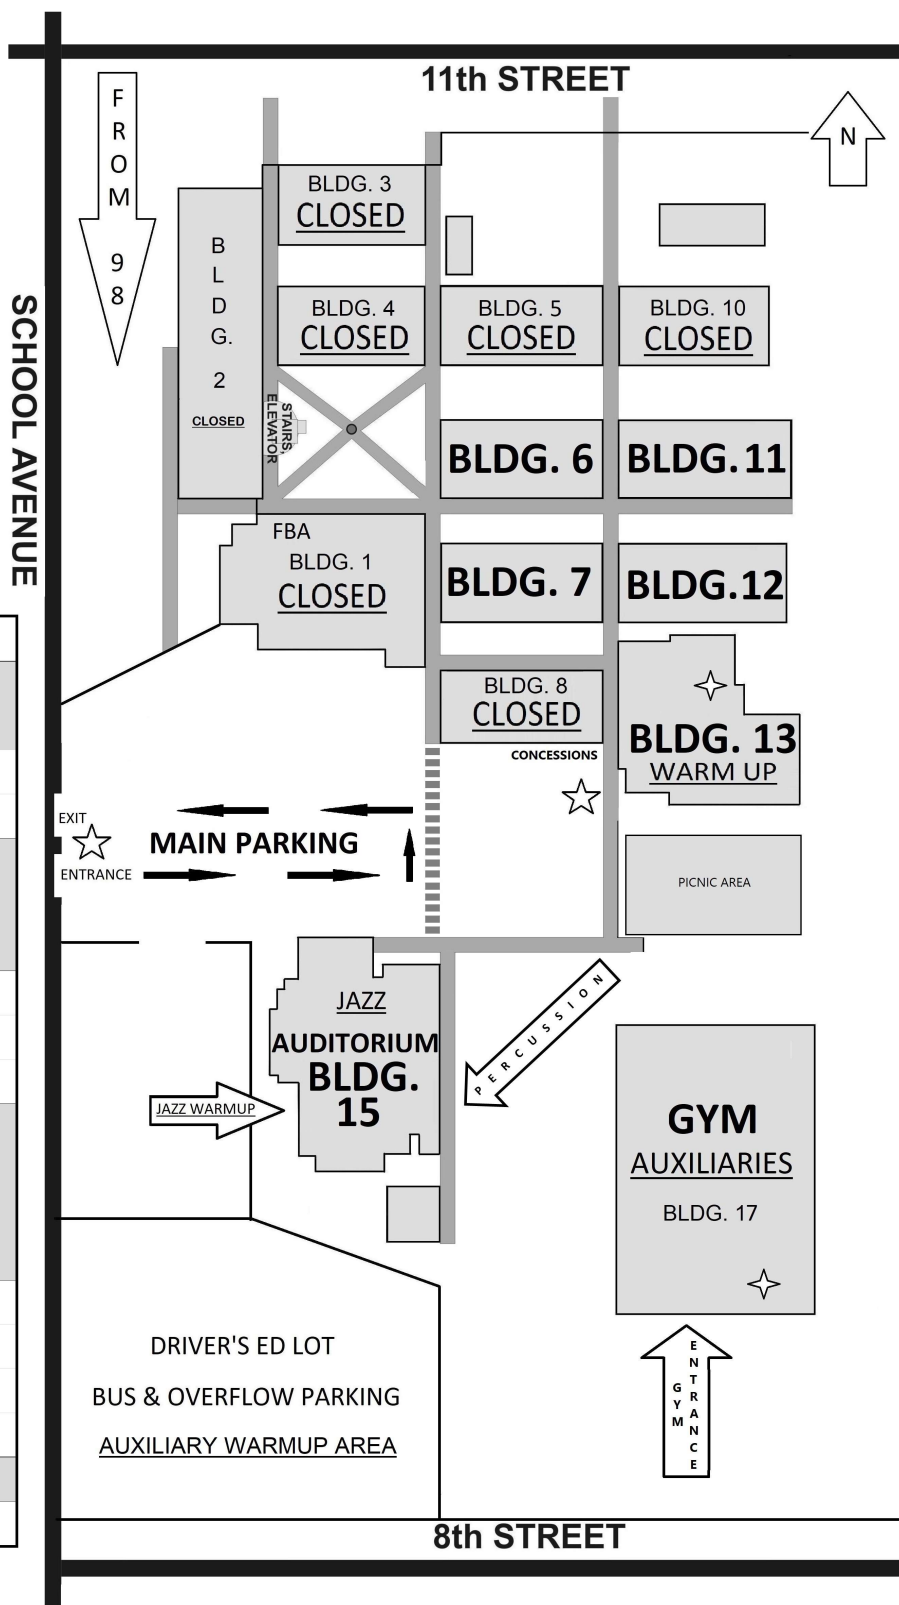 11th STREET
FROM
98
N
BLDG. 3
CLOSED
BLDG.
2
CLOSED
BLDG. 4
CLOSED
BLDG. 5
CLOSED
BLDG. 10
CLOSED
SCHOOL AVENUE
STAIRS,
ELEVATOR
BLDG. 6
BLDG. 11
FBA
BLDG. 1
CLOSED
BLDG. 7
BLDG.12
BLDG. 8
CLOSED
CONCESSIONS
BLDG. 13
WARM UP
EXIT
MAIN PARKING
ENTRANCE
PICNIC AREA
JAZZ
AUDITORIUM
BLDG.
15
PERCUSSION
JAZZ WARMUP
GYM
AUXILIARIES
BLDG. 17
DRIVER'S ED LOT
BUS & OVERFLOW PARKING
AUXILIARY WARMUP AREA
GYM
ENTRANCE
8th STREET